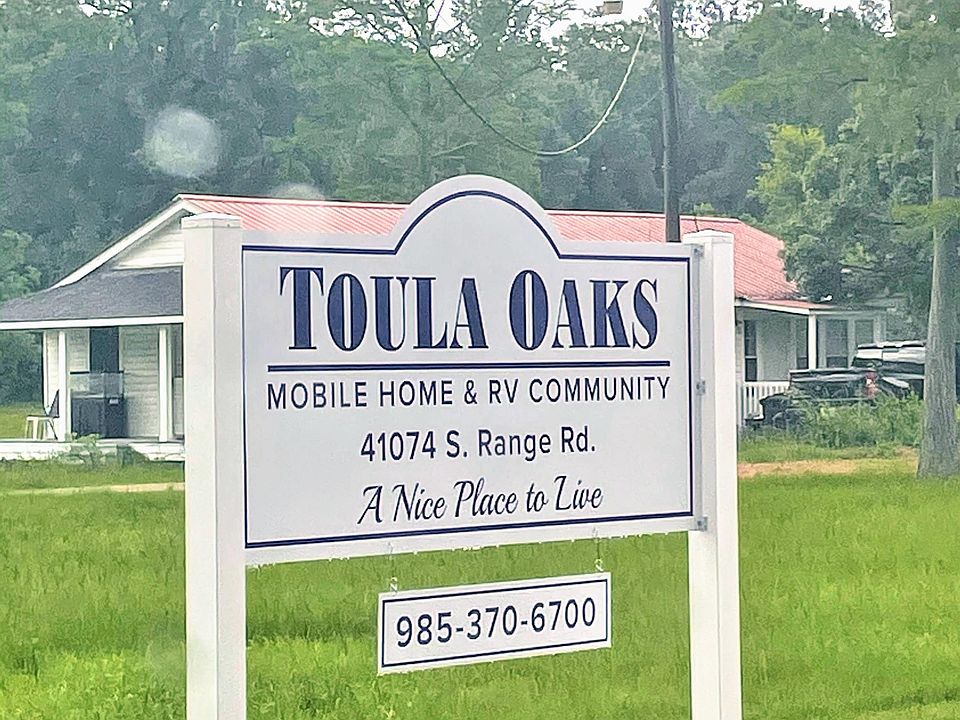 TOULA OAKS
MOBILE HOME & RV COMMUNITY
41074 S. Range Rd.
A Nice Place to Live
985-370-6700